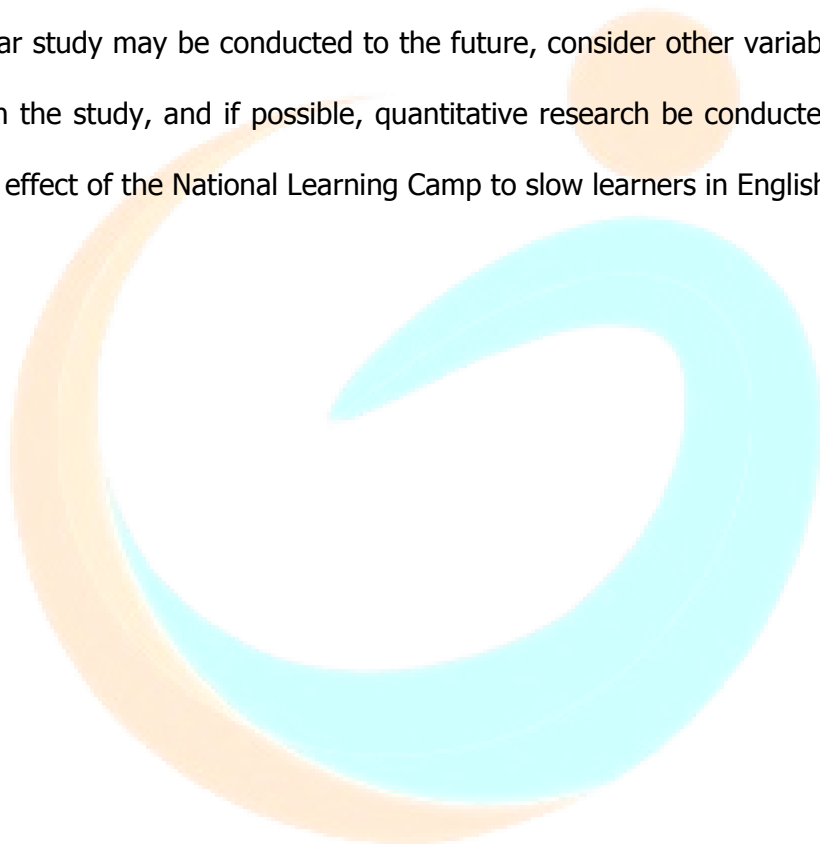 ar study may be conducted to the future, consider other variab
the study, and if possible, quantitative research be conducte
effect of the National Learning Camp to slow learners in English